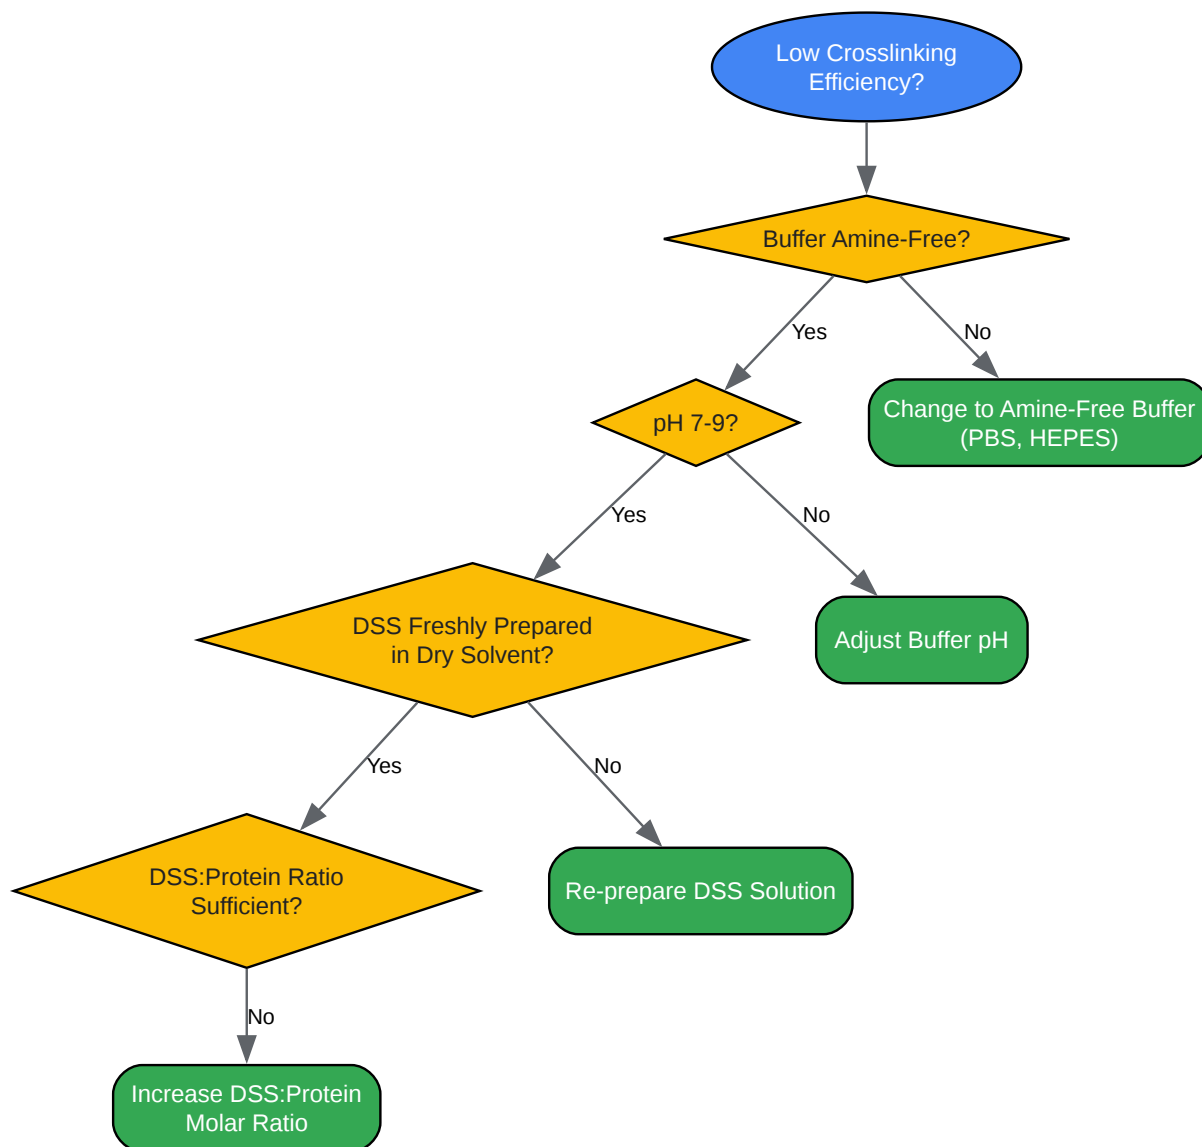 Low Crosslinking
Efficiency?
Buffer Amine-Free?
Yes
No
Change to Amine-Free Buffer
(PBS, HEPES)
pH 7-9?
Yes
No
DSS Freshly Prepared
in Dry Solvent?
Adjust Buffer pH
Yes
No
DSS:Protein Ratio
Sufficient?
Re-prepare DSS Solution
No
Increase DSS:Protein
Molar Ratio